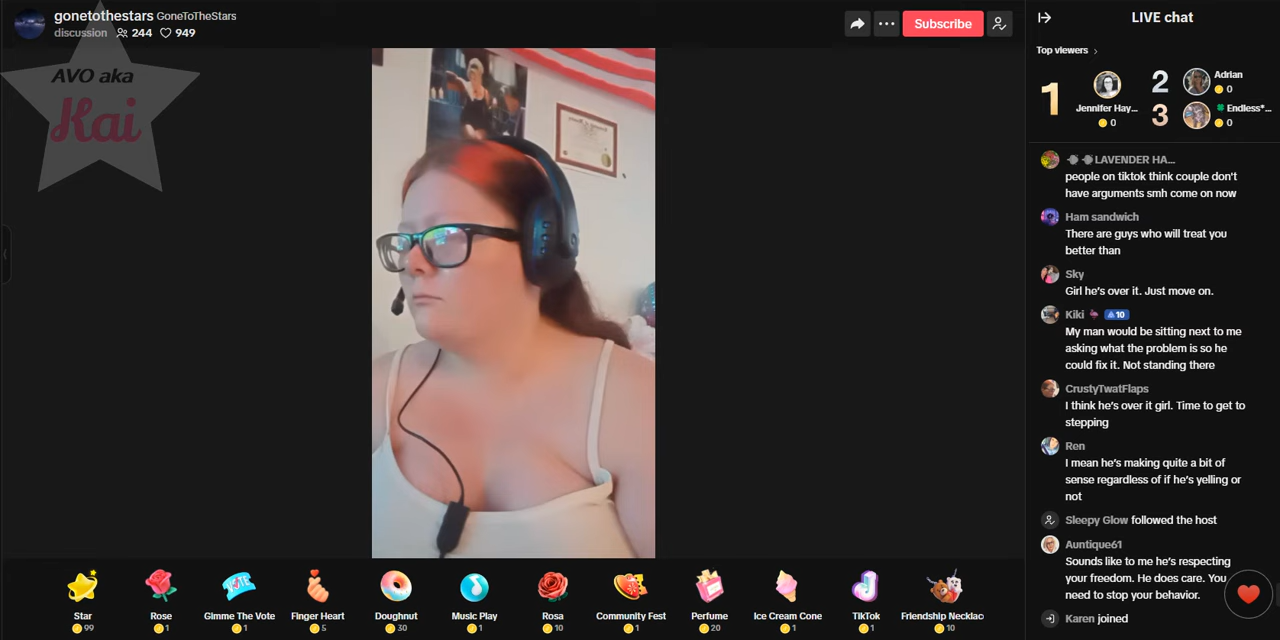 gonetothestars GoneToTheStars
discussion 244 949
Subscribe
AVO aka
Kai
LIVE chat
Top viewers
1
Jennifer Hay...
0
2
Adrian
0
3
Endless*...
0
LAVENDER HA...
people on tiktok think couple don't
have arguments smh come on now
Ham sandwich
There are guys who will treat you
better than
Sky
Girl he's over it. Just move on.
Kiki 10
My man would be sitting next to me
asking what the problem is so he
could fix it. Not standing there
CrustyTwatFlaps
I think he's over it girl. Time to get to
stepping
Ren
I mean he's making quite a bit of
sense regardless of if he's yelling or
not
Sleepy Glow followed the host
Auntique61
Sounds like to me he's respecting
your freedom. He does care. You
need to stop your behavior.
Karen joined
Star
99
Rose
1
VOTE
Gimme The Vote
1
Finger Heart
5
Doughnut
30
Music Play
1
Rosa
10
Community Fest
1
Perfume
20
Ice Cream Cone
1
TikTok
1
Friendship Necklac
10